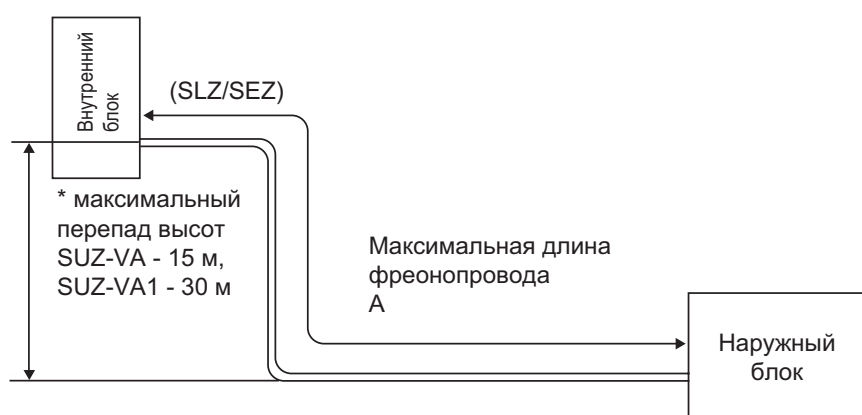 Внутренний
блок
(SLZ/SEZ)
* максимальный
перепад высот
SUZ-VA - 15 м,
SUZ-VA1 - 30 м
Максимальная длина
фреонопровода
А
Наружный
блок